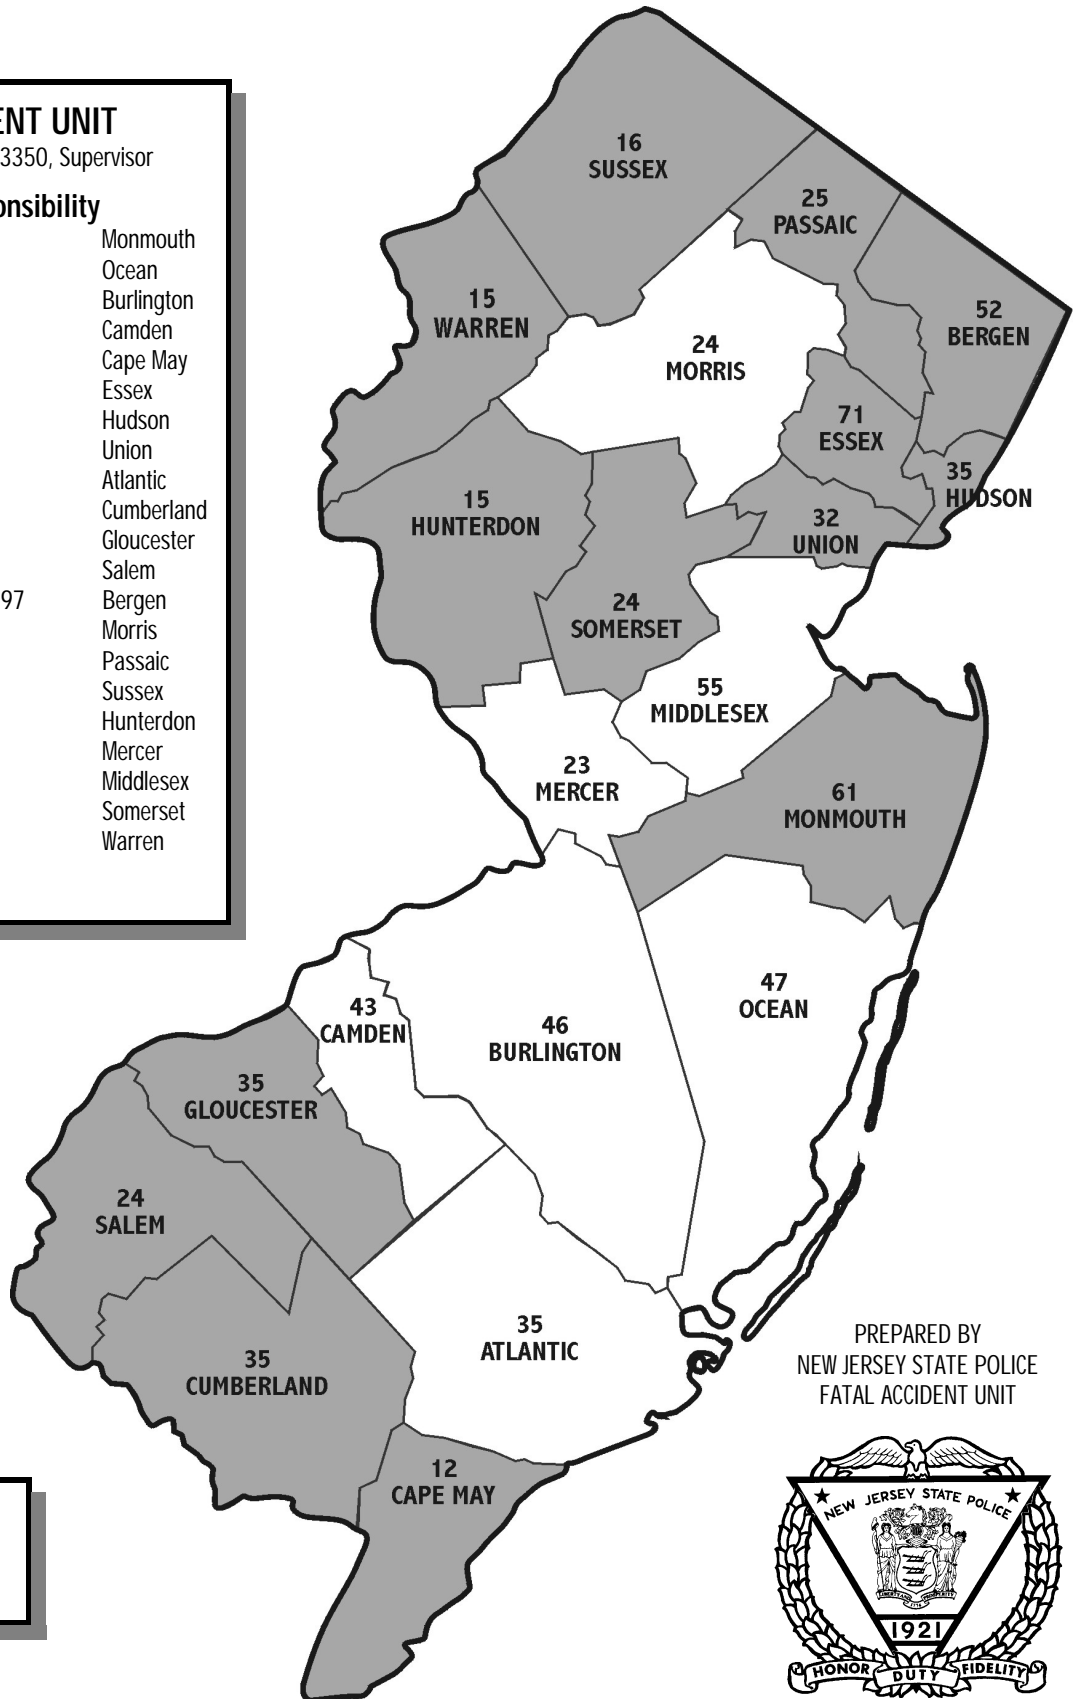 ENT UNIT
3350, Supervisor
onsibility
Monmouth
Ocean
Burlington
Camden
Cape May
Essex
Hudson
Union
Atlantic
Cumberland
Gloucester
Salem
97 Bergen
Morris
Passaic
Sussex
Hunterdon
Mercer
Middlesex
Somerset
Warren
16
SUSSEX
25
PASSAIC
15
WARREN
52
BERGEN
24
MORRIS
71
ESSEX
35
HUDSON
15
HUNTERDON
32
UNION
24
SOMERSET
55
MIDDLESEX
23
MERCER
61
MONMOUTH
47
OCEAN
43
CAMDEN
46
BURLINGTON
35
GLOUCESTER
24
SALEM
35
ATLANTIC
35
CUMBERLAND
12
CAPE MAY
PREPARED BY
NEW JERSEY STATE POLICE
FATAL ACCIDENT UNIT
NEW JERSEY STATE POLICE
LIBERTY AND PROSPERITY
1776
1921
HONOR DUTY FIDELITY